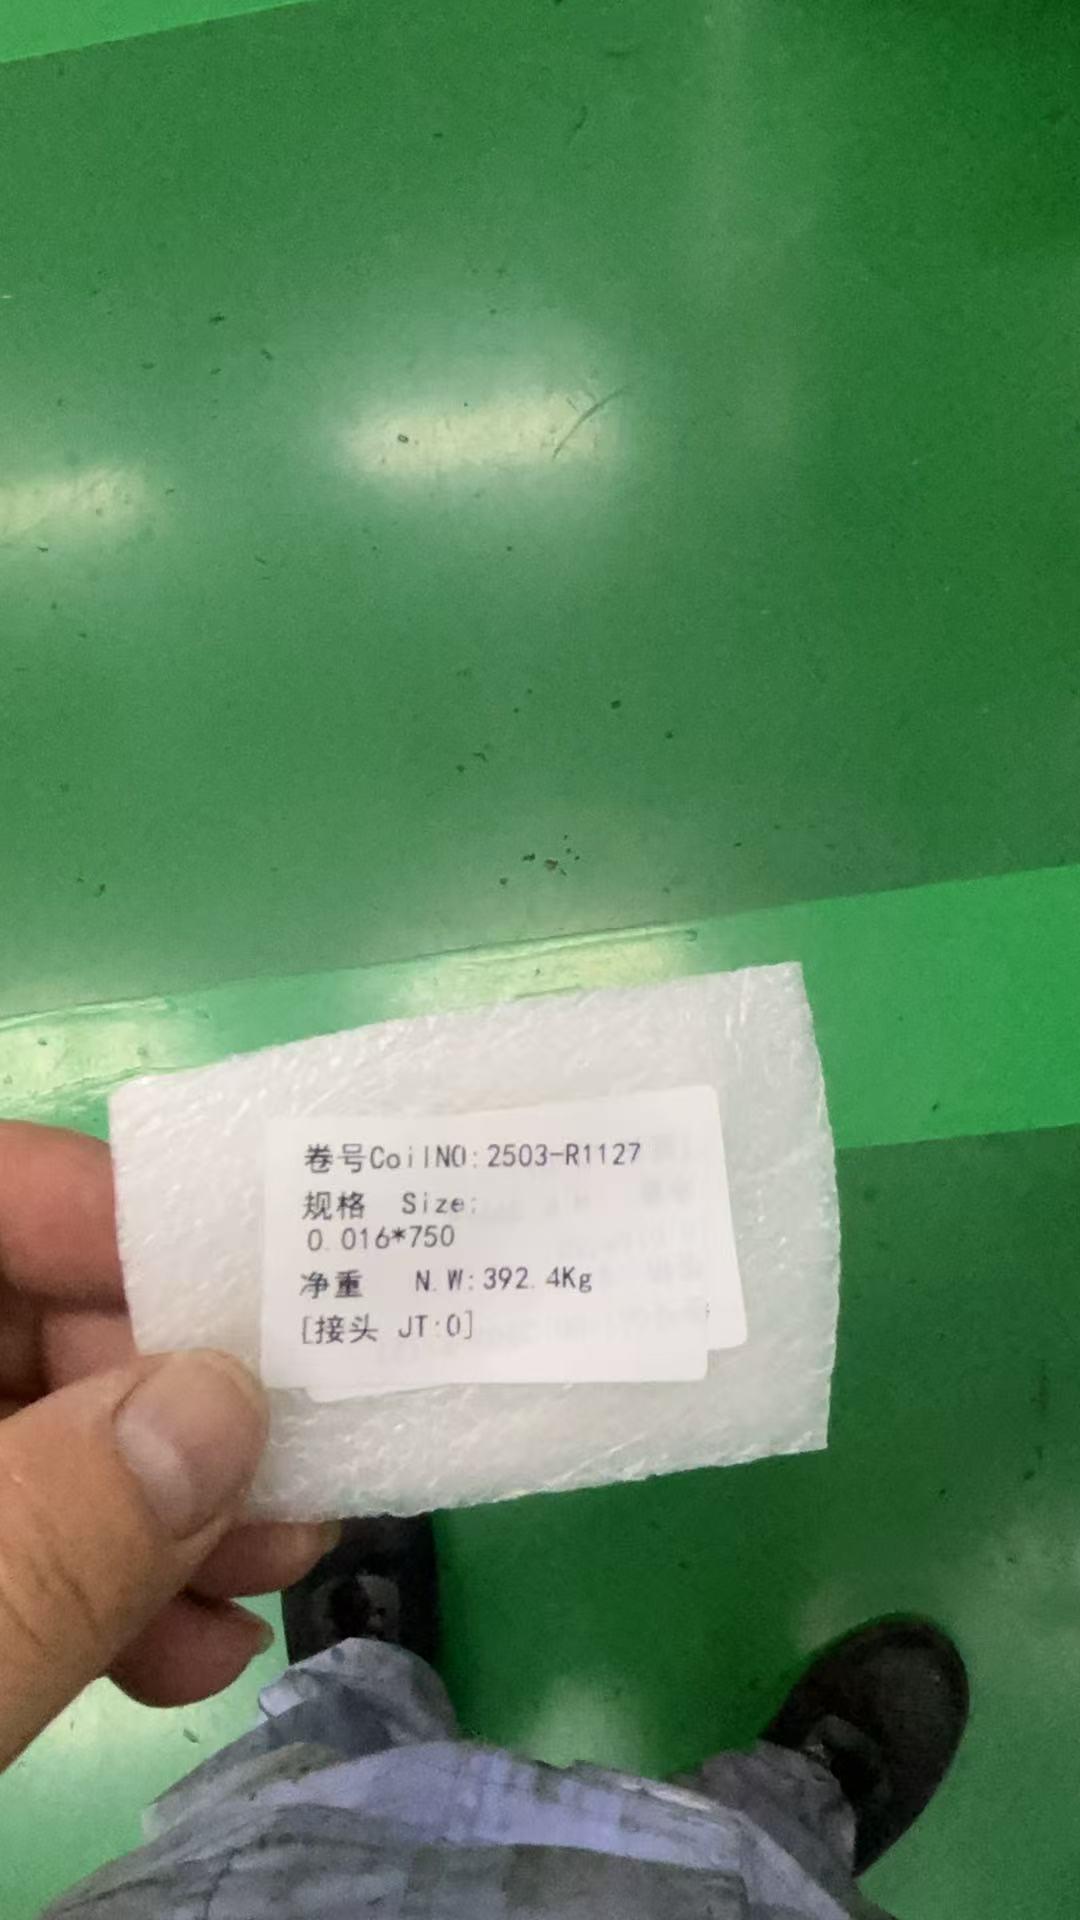 卷号CoilNO:2503-R1127
规格 Size:
0.016*750
净重 N.W:392.4Kg
[接头 JT:0]